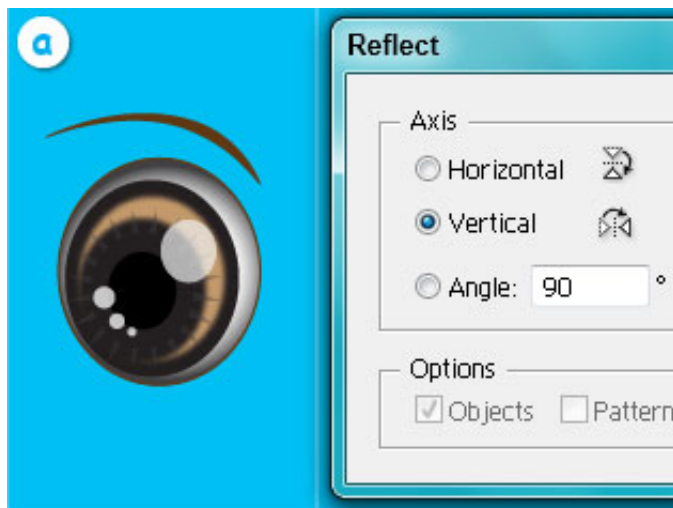 a
Reflect
Axis
Horizontal
Vertical
Angle: 90 °
Options
Objects Pattern